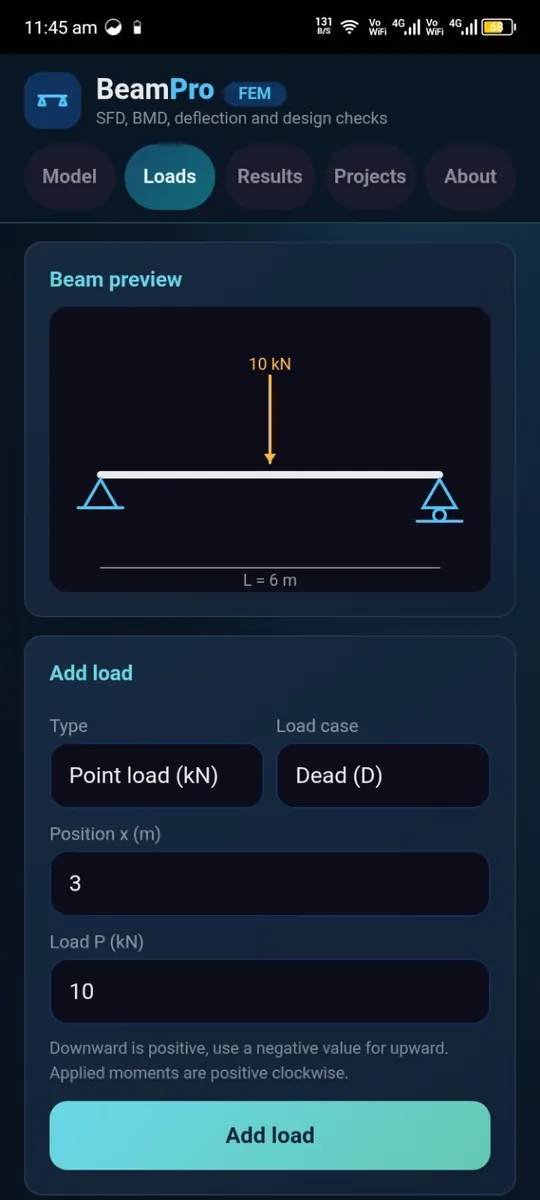 11:45 am 131 B/S Vo WiFi 4G Vo WiFi 4G 68
BeamPro FEM
SFD, BMD, deflection and design checks
Model Loads Results Projects About
Beam preview
10 kN
L = 6 m
Add load
Type Load case
Point load (kN) Dead (D)
Position x (m)
3
Load P (kN)
10
Downward is positive, use a negative value for upward.
Applied moments are positive clockwise.
Add load